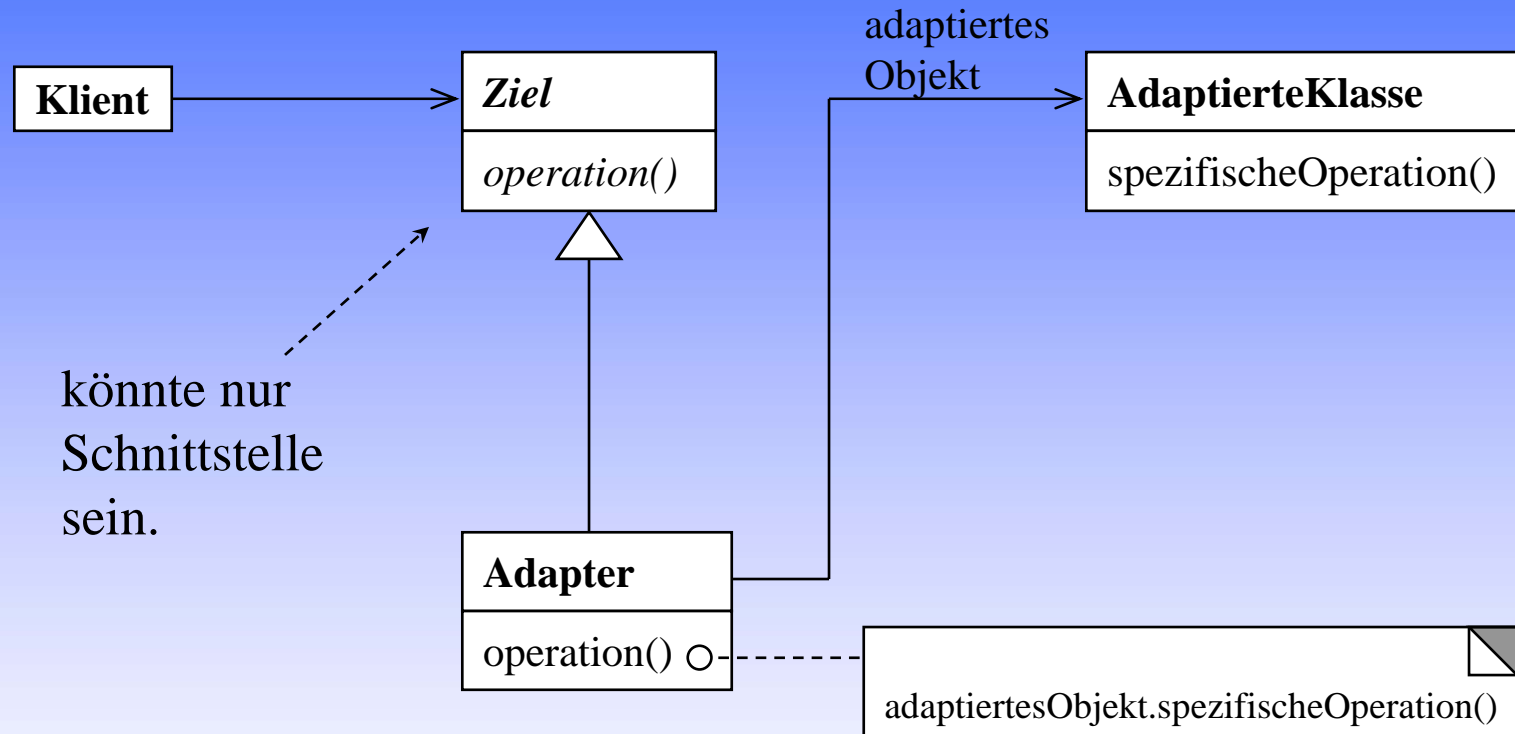 adaptiertes
Objekt
Klient
Ziel
operation()
AdaptierteKlasse
spezifischeOperation()
könnte nur
Schnittstelle
sein.
Adapter
operation()
adaptiertesObjekt.spezifischeOperation()